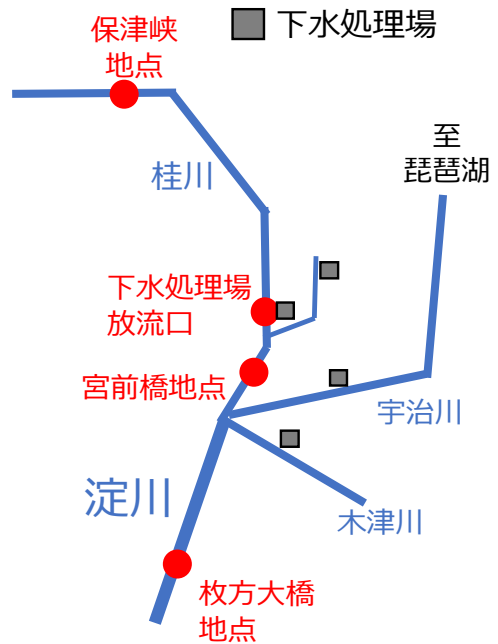 下水処理場
保津峡
地点
至
琵琶湖
桂川
下水処理場
放流口
宮前橋地点
宇治川
淀川
木津川
枚方大橋
地点